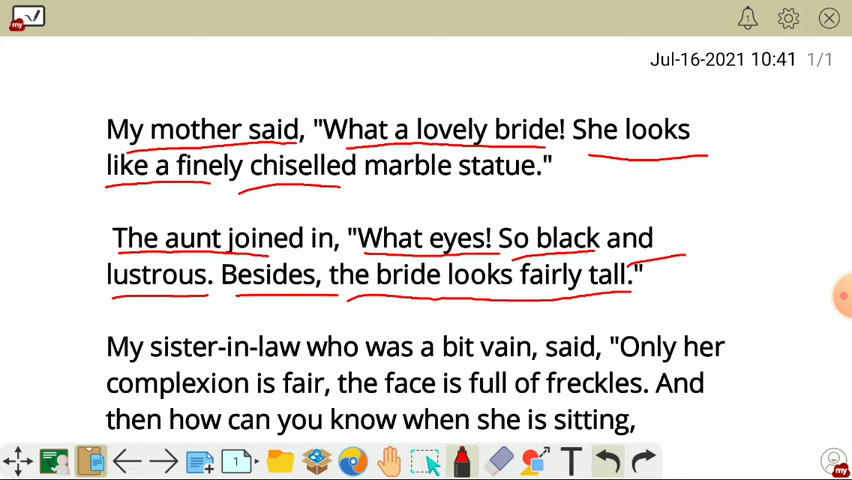 Jul-16-2021 10:41 1/1
My mother said, "What a lovely bride! She looks
like a finely chiselled marble statue."
The aunt joined in, "What eyes! So black and
lustrous. Besides, the bride looks fairly tall."
My sister-in-law who was a bit vain, said, "Only her
complexion is fair, the face is full of freckles. And
then how can you know when she is sitting,
1
T
my
my